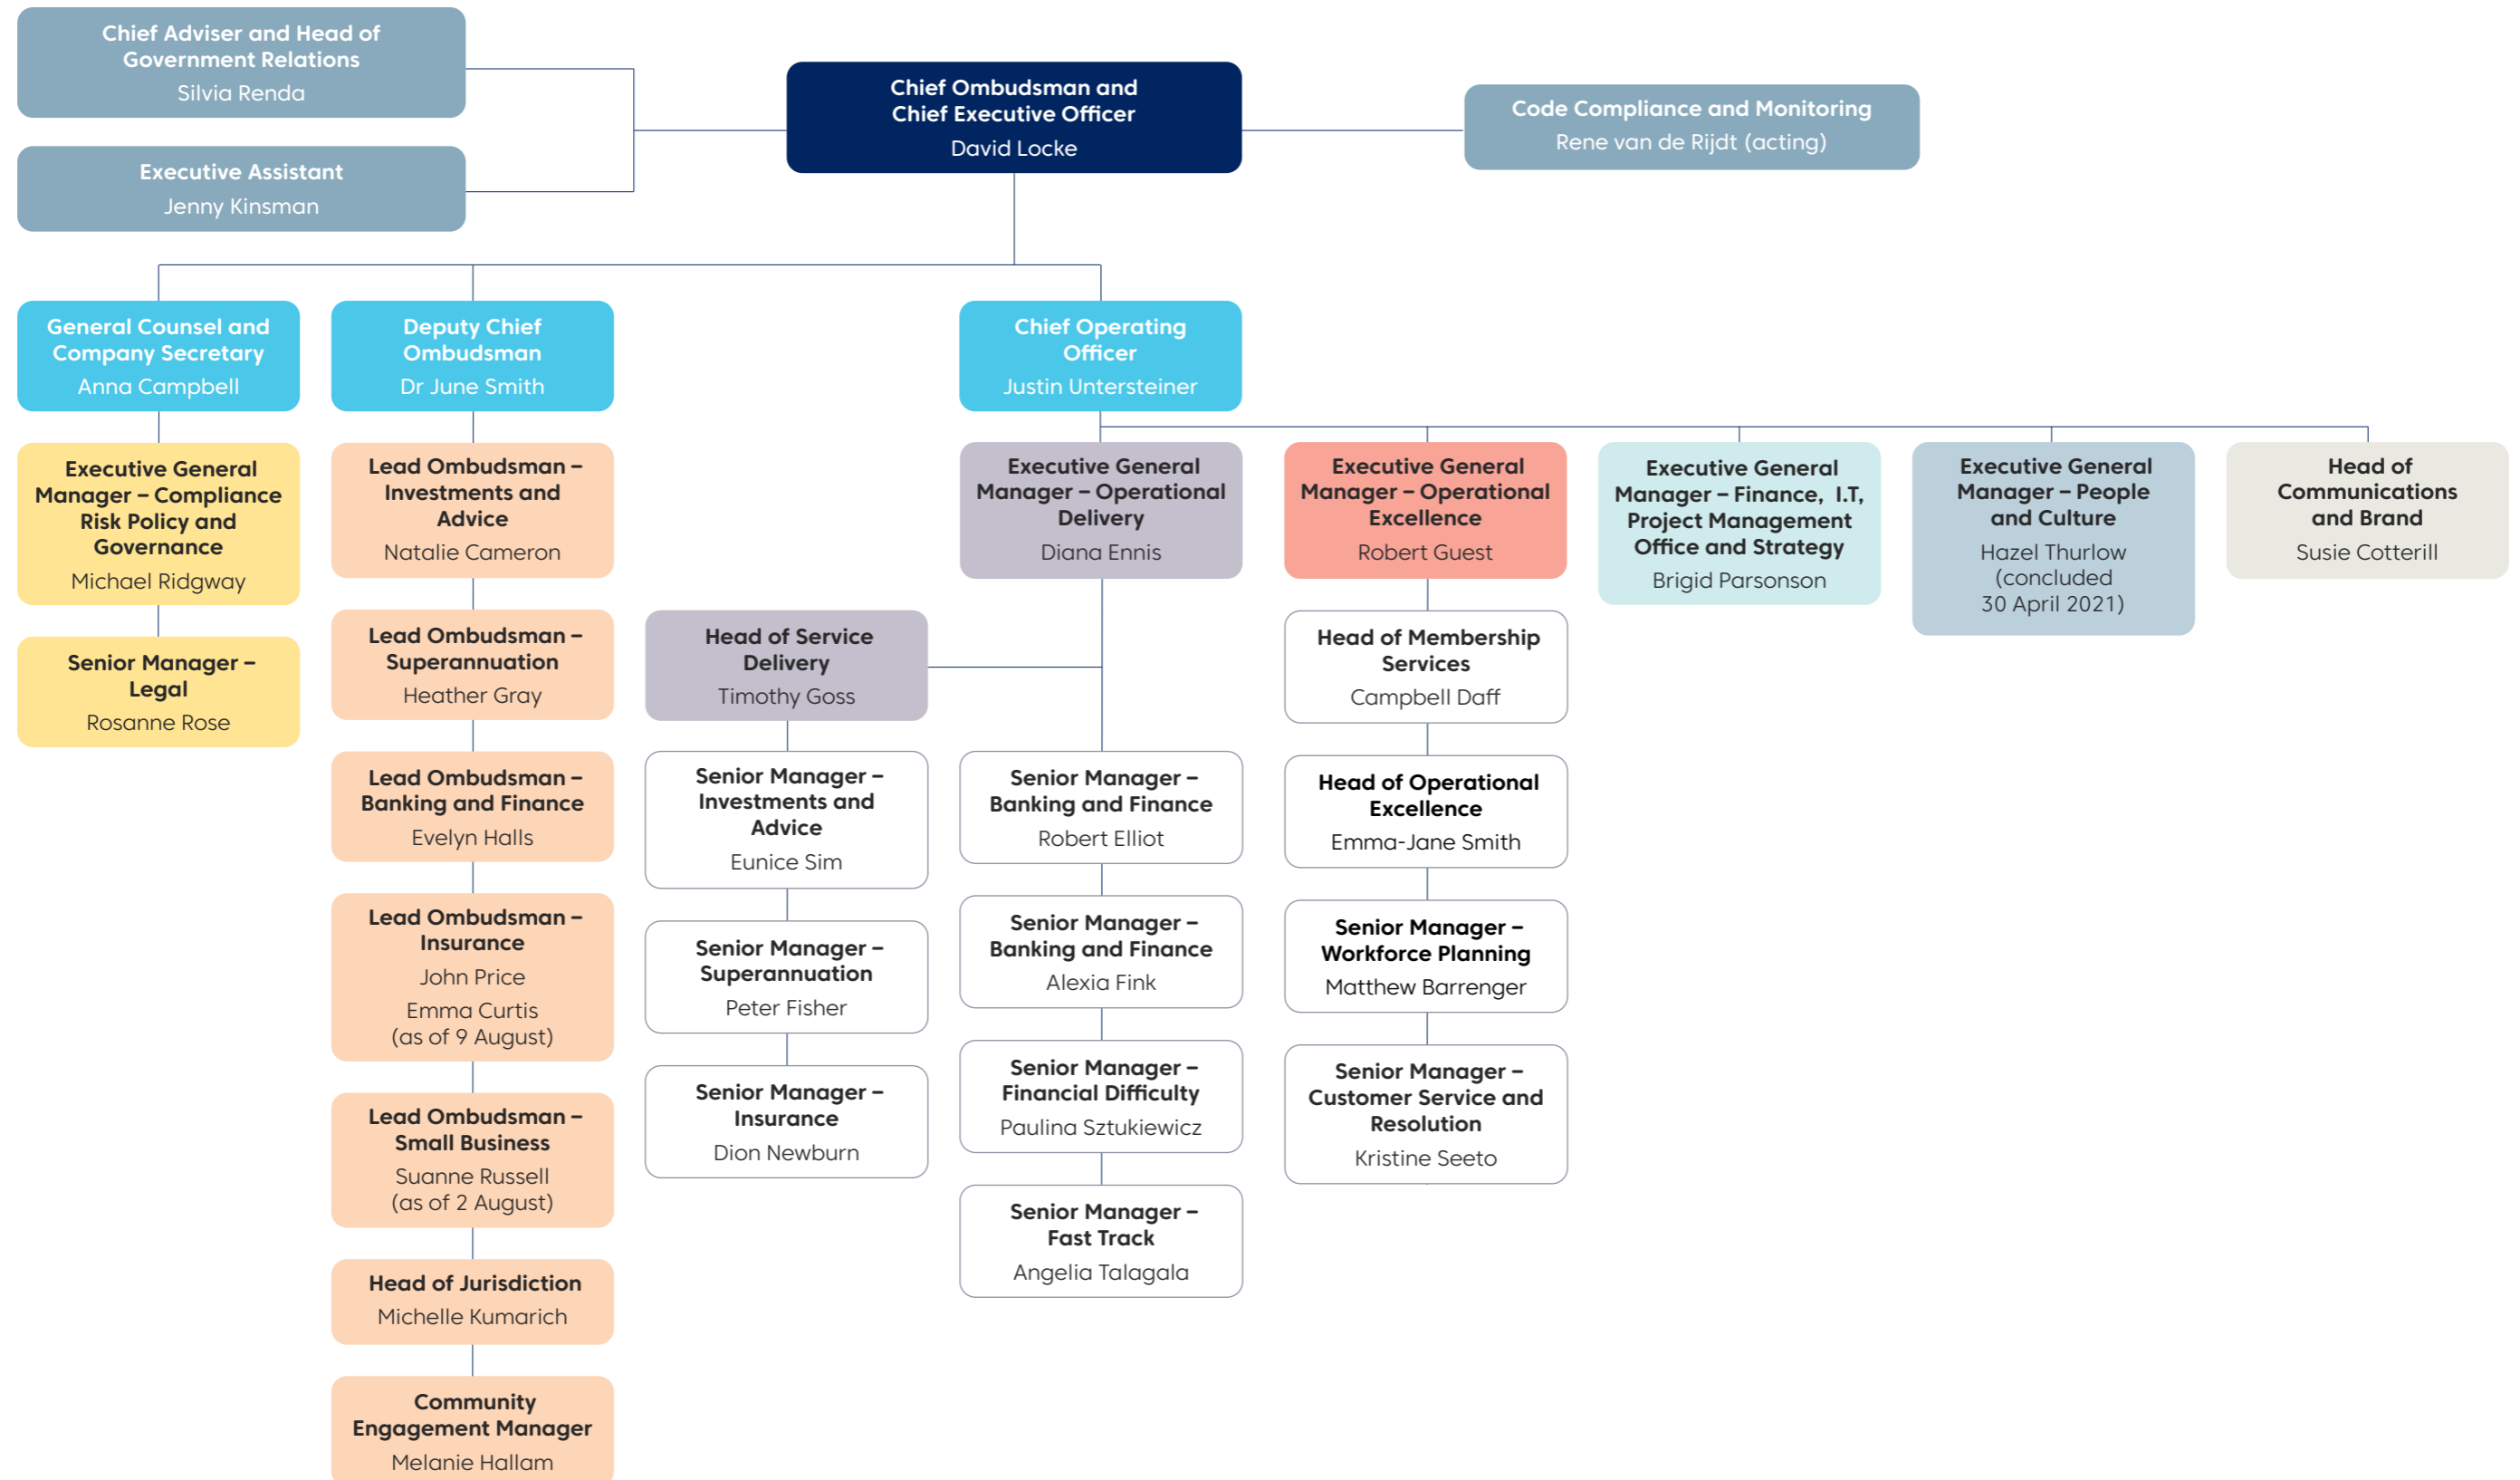 Chief Adviser and Head of
Government Relations
Silvia Renda
Executive Assistant
Jenny Kinsman
Chief Ombudsman and
Chief Executive Officer
David Locke
Code Compliance and Monitoring
Rene van de Rijdt (acting)
General Counsel and
Company Secretary
Anna Campbell
Executive General
Manager – Compliance
Risk Policy and
Governance
Michael Ridgway
Senior Manager –
Legal
Rosanne Rose
Deputy Chief
Ombudsman
Dr June Smith
Lead Ombudsman –
Investments and
Advice
Natalie Cameron
Lead Ombudsman –
Superannuation
Heather Gray
Lead Ombudsman –
Banking and Finance
Evelyn Halls
Lead Ombudsman –
Insurance
John Price
Emma Curtis
(as of 9 August)
Lead Ombudsman –
Small Business
Suanne Russell
(as of 2 August)
Head of Jurisdiction
Michelle Kumarich
Community
Engagement Manager
Melanie Hallam
Chief Operating
Officer
Justin Untersteiner
Executive General
Manager – Operational
Delivery
Diana Ennis
Head of Service
Delivery
Timothy Goss
Senior Manager –
Investments and
Advice
Eunice Sim
Senior Manager –
Superannuation
Peter Fisher
Senior Manager –
Insurance
Dion Newburn
Senior Manager –
Banking and Finance
Robert Elliot
Senior Manager –
Banking and Finance
Alexia Fink
Senior Manager –
Financial Difficulty
Paulina Sztukiewicz
Senior Manager –
Fast Track
Angelia Talagala
Executive General
Manager – Operational
Excellence
Robert Guest
Head of Membership
Services
Campbell Daff
Head of Operational
Excellence
Emma-Jane Smith
Senior Manager –
Workforce Planning
Matthew Barrenger
Senior Manager –
Customer Service and
Resolution
Kristine Seeto
Executive General
Manager – Finance, I.T,
Project Management
Office and Strategy
Brigid Parsonson
Executive General
Manager – People
and Culture
Hazel Thurlow
(concluded
30 April 2021)
Head of
Communications
and Brand
Susie Cotterill